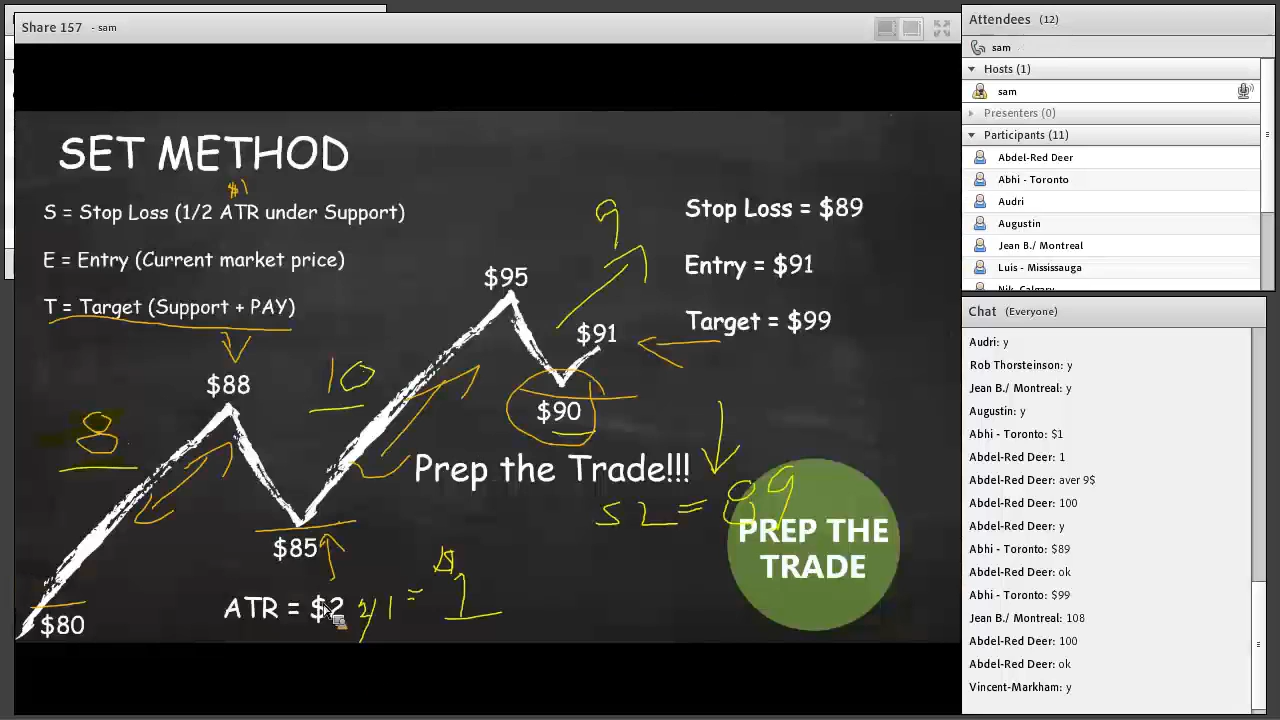 Share 157 - sam
SET METHOD
$1
S = Stop Loss (1/2 ATR under Support)
E = Entry (Current market price)
T = Target (Support + PAY)
Stop Loss = $89
Entry = $91
Target = $99
9
$95
$91
$88
10
8
$90
Prep the Trade!!!
SL = 89
PREP THE
TRADE
$85
ATR = $2
= $1
$80
Attendees (12)
sam
Hosts (1)
sam
Presenters (0)
Participants (11)
Abdel-Red Deer
Abhi - Toronto
Audri
Augustin
Jean B./ Montreal
Luis - Mississauga
Chat (Everyone)
Audri: y
Rob Thorsteinson: y
Jean B./ Montreal: y
Augustin: y
Abhi - Toronto: $1
Abdel-Red Deer: 1
Abdel-Red Deer: aver 9$
Abdel-Red Deer: 100
Abdel-Red Deer: y
Abhi - Toronto: $89
Abdel-Red Deer: ok
Abhi - Toronto: $99
Jean B./ Montreal: 108
Abdel-Red Deer: 100
Abdel-Red Deer: ok
Vincent-Markham: y